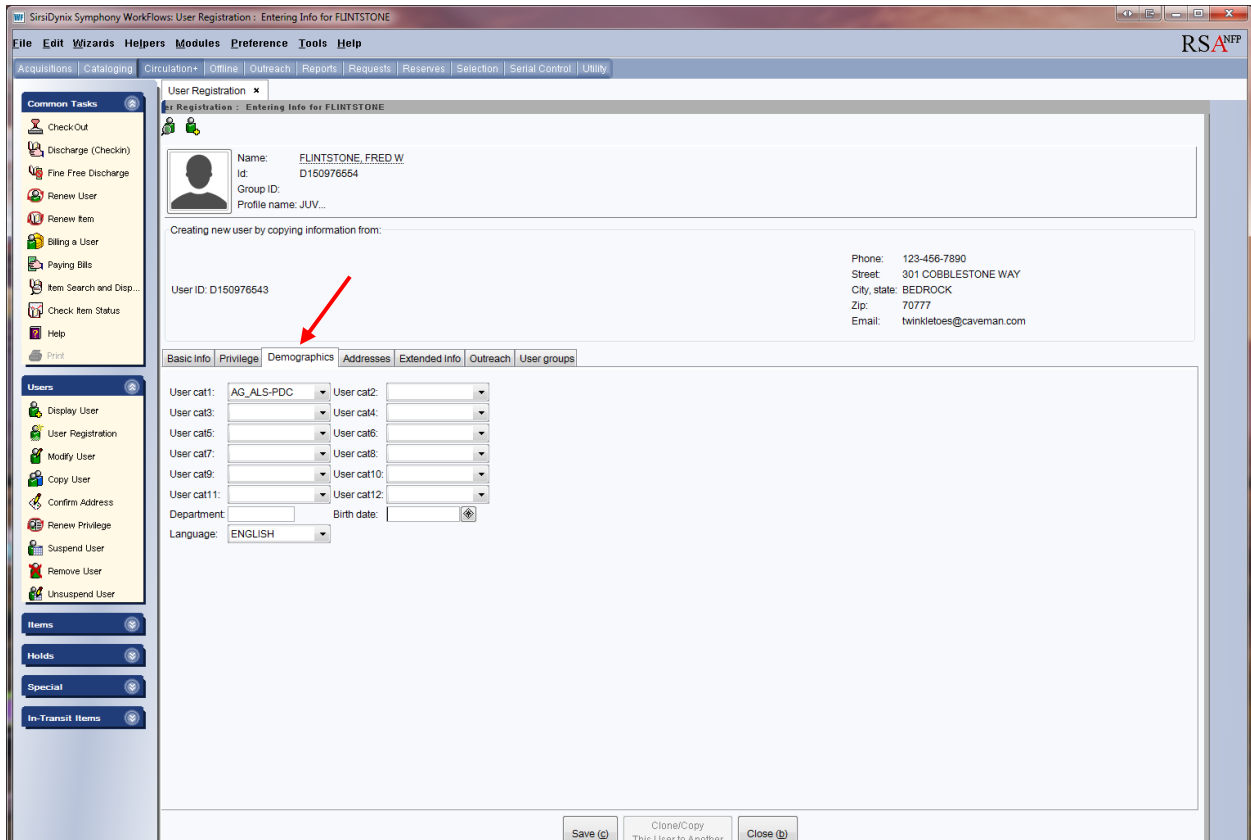 SirsiDynix Symphony WorkFlows: User Registration : Entering Info for FLINTSTONE
File Edit Wizards Helpers Modules Preference Tools Help
RSANFP
Acquisitions Cataloging Circulation+ Offline Outreach Reports Requests Reserves Selection Serial Control Utility
Common Tasks
CheckOut
Discharge (Checkin)
Fine Free Discharge
Renew User
Renew Item
Billing a User
Paying Bills
Item Search and Disp...
Check Item Status
Help
Print
Users
Display User
User Registration
Modify User
Copy User
Confirm Address
Renew Privilege
Suspend User
Remove User
Unsuspend User
Items
Holds
Special
In-Transit Items
User Registration
er Registration : Entering Info for FLINTSTONE
Name: FLINTSTONE, FRED W
Id: D150976554
Group ID:
Profile name: JUV...
Creating new user by copying information from:
User ID: D150976543
Phone: 123-456-7890
Street: 301 COBBLESTONE WAY
City, state: BEDROCK
Zip: 70777
Email: twinkletoes@caveman.com
Basic Info Privilege Demographics Addresses Extended Info Outreach User groups
User cat1: AG_ALS-PDC User cat2:
User cat3: User cat4:
User cat5: User cat6:
User cat7: User cat8:
User cat9: User cat10:
User cat11: User cat12:
Department: Birth date:
Language: ENGLISH
Save (c) Clone/Copy This User to Another Close (b)